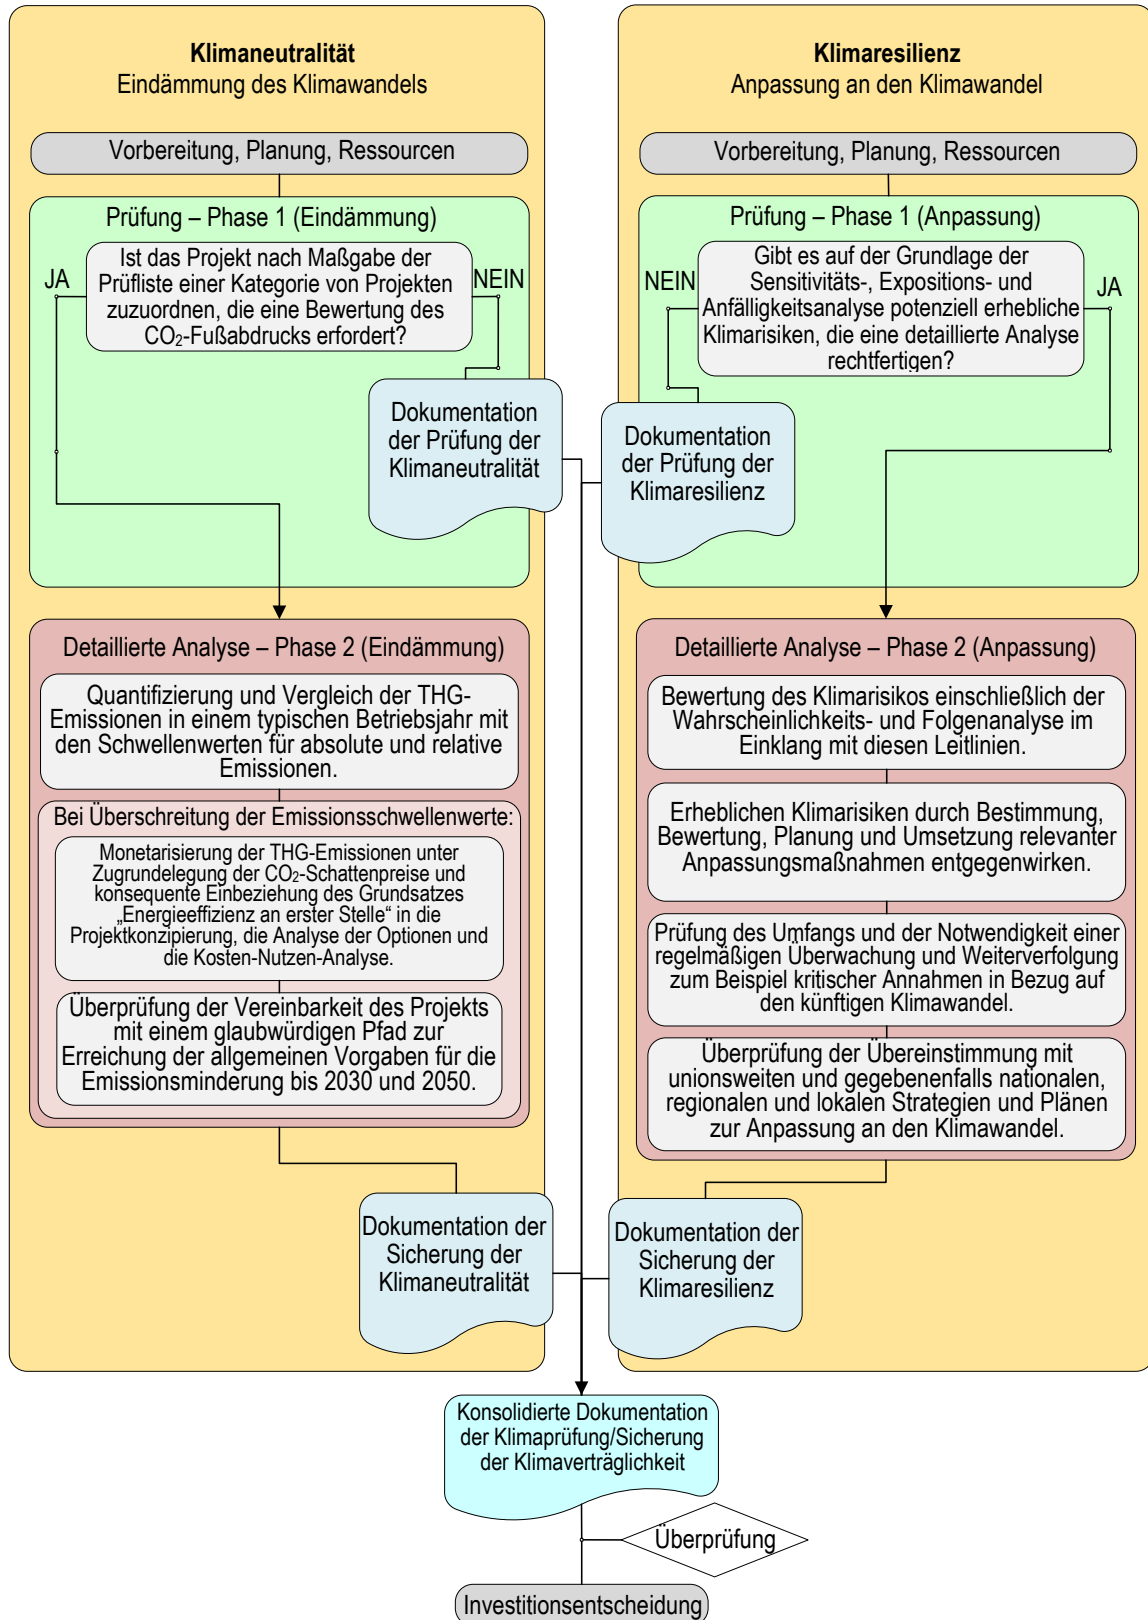 Klimaneutralität
Eindämmung des Klimawandels
Vorbereitung, Planung, Ressourcen
Prüfung – Phase 1 (Eindämmung)
JA
Ist das Projekt nach Maßgabe der
Prüfliste einer Kategorie von Projekten
zuzuordnen, die eine Bewertung des
CO₂-Fußabdrucks erfordert?
NEIN
Dokumentation
der Prüfung der
Klimaneutralität
Detaillierte Analyse – Phase 2 (Eindämmung)
Quantifizierung und Vergleich der THG-
Emissionen in einem typischen Betriebsjahr mit
den Schwellenwerten für absolute und relative
Emissionen.
Bei Überschreitung der Emissionsschwellenwerte:
Monetarisierung der THG-Emissionen unter
Zugrundelegung der CO₂-Schattenpreise und
konsequente Einbeziehung des Grundsatzes
„Energieeffizienz an erster Stelle“ in die
Projektkonzipierung, die Analyse der Optionen und
die Kosten-Nutzen-Analyse.
Überprüfung der Vereinbarkeit des Projekts
mit einem glaubwürdigen Pfad zur
Erreichung der allgemeinen Vorgaben für die
Emissionsminderung bis 2030 und 2050.
Dokumentation der
Sicherung der
Klimaneutralität
Klimaresilienz
Anpassung an den Klimawandel
Vorbereitung, Planung, Ressourcen
Prüfung – Phase 1 (Anpassung)
NEIN
Gibt es auf der Grundlage der
Sensitivitäts-, Expositions- und
Anfälligkeitsanalyse potenziell erhebliche
Klimarisiken, die eine detaillierte Analyse
rechtfertigen?
JA
Dokumentation
der Prüfung der
Klimaresilienz
Detaillierte Analyse – Phase 2 (Anpassung)
Bewertung des Klimarisikos einschließlich der
Wahrscheinlichkeits- und Folgenanalyse im
Einklang mit diesen Leitlinien.
Erheblichen Klimarisiken durch Bestimmung,
Bewertung, Planung und Umsetzung relevanter
Anpassungsmaßnahmen entgegenwirken.
Prüfung des Umfangs und der Notwendigkeit einer
regelmäßigen Überwachung und Weiterverfolgung
zum Beispiel kritischer Annahmen in Bezug auf
den künftigen Klimawandel.
Überprüfung der Übereinstimmung mit
unionsweiten und gegebenenfalls nationalen,
regionalen und lokalen Strategien und Plänen
zur Anpassung an den Klimawandel.
Dokumentation der
Sicherung der
Klimaresilienz
Konsolidierte Dokumentation
der Klimaprüfung/Sicherung
der Klimaverträglichkeit
Überprüfung
Investitionsentscheidung